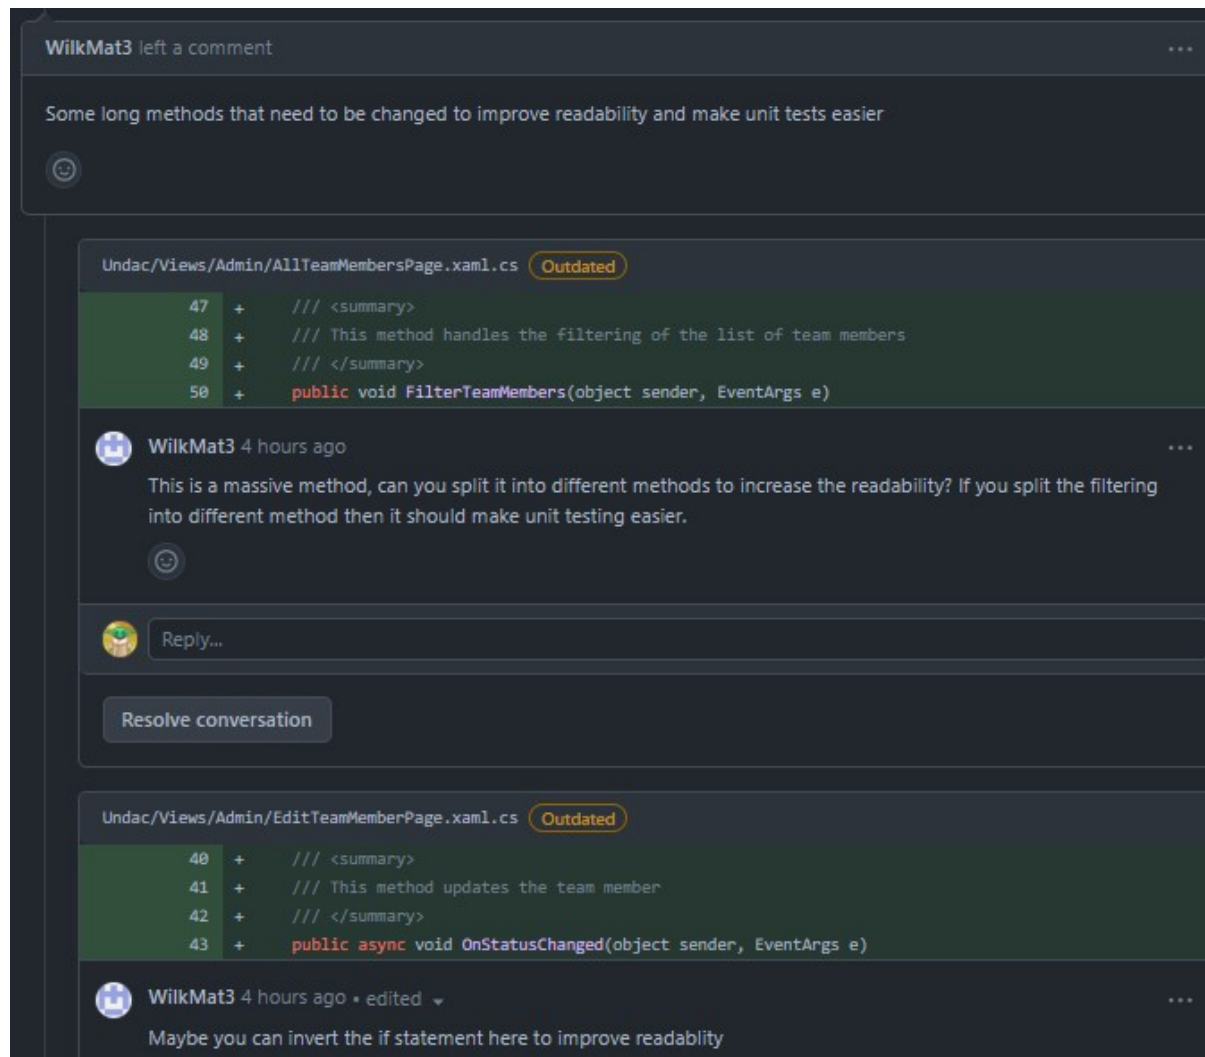 WilkMat3 left a comment
Some long methods that need to be changed to improve readability and make unit tests easier
Undac/Views/Admin/AllTeamMembersPage.xaml.cs Outdated
47 + /// <summary>
48 + /// This method handles the filtering of the list of team members
49 + /// </summary>
50 + public void FilterTeamMembers(object sender, EventArgs e)
WilkMat3 4 hours ago
This is a massive method, can you split it into different methods to increase the readability? If you split the filtering
into different method then it should make unit testing easier.
Reply...
Resolve conversation
Undac/Views/Admin/EditTeamMemberPage.xaml.cs Outdated
40 + /// <summary>
41 + /// This method updates the team member
42 + /// </summary>
43 + public async void OnStatusChanged(object sender, EventArgs e)
WilkMat3 4 hours ago • edited
Maybe you can invert the if statement here to improve readablity